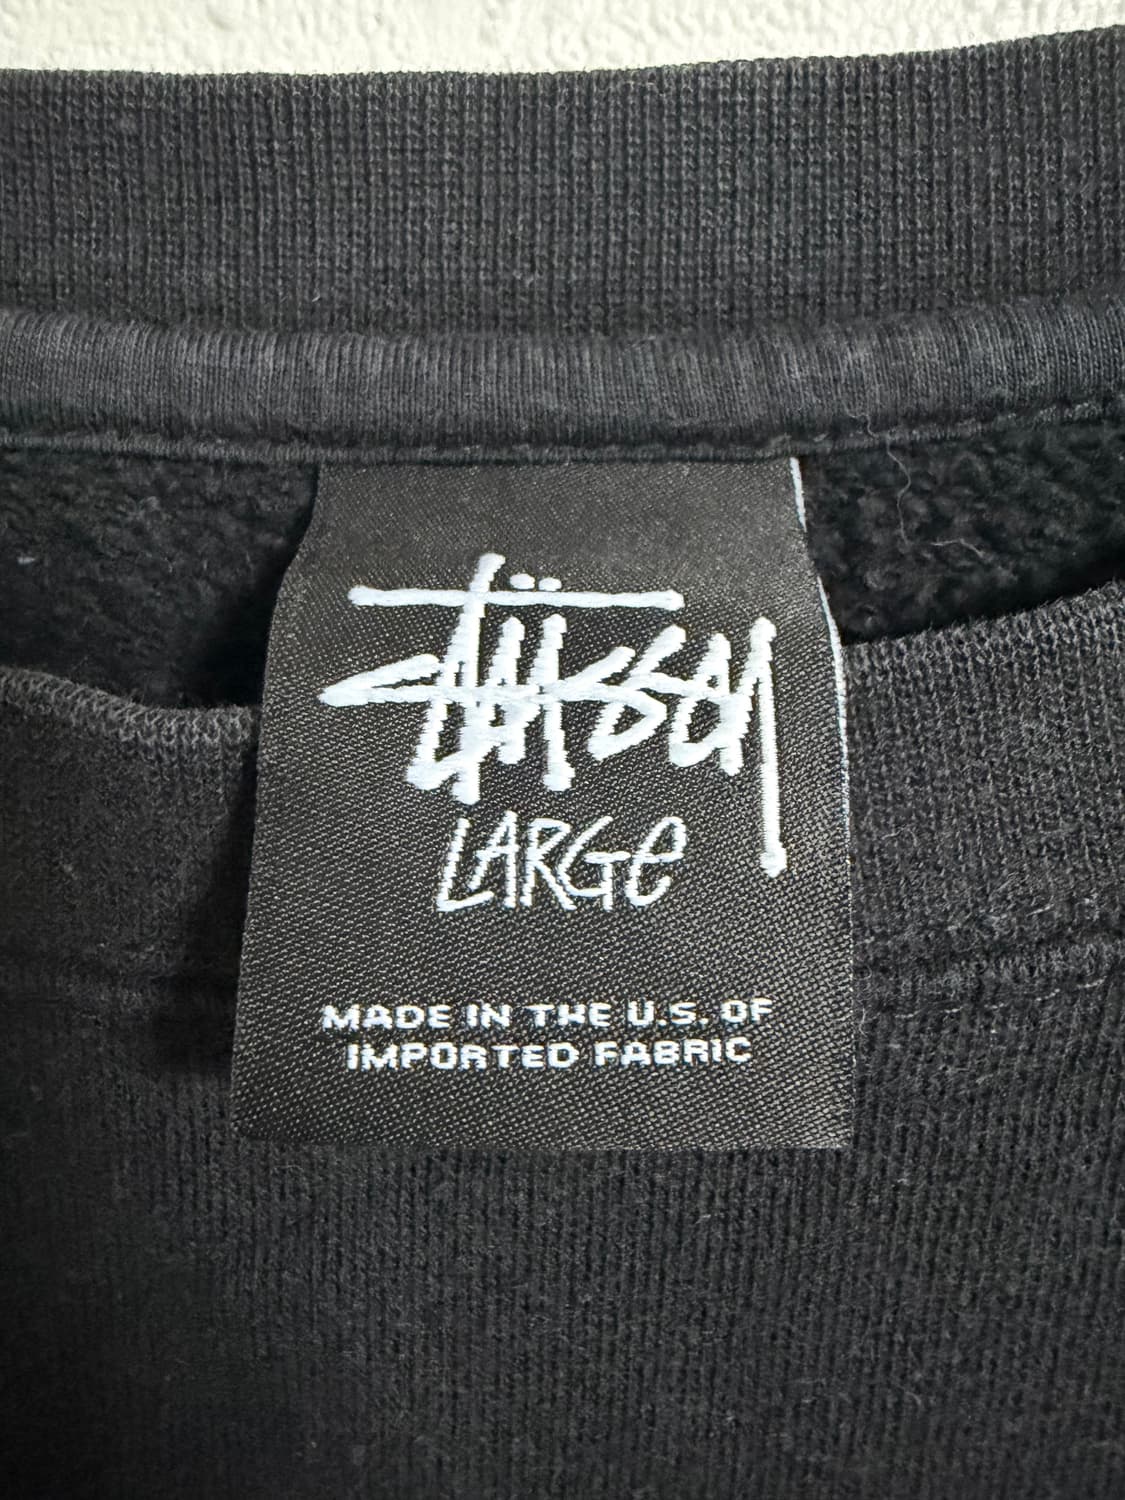 Stüssy
LARGe
MADE IN THE U.S. OF
IMPORTED FABRIC